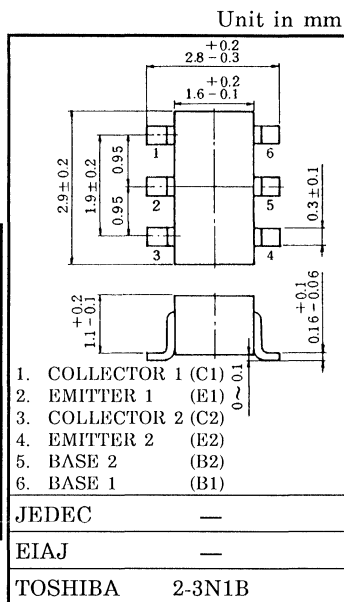 Unit in mm
+0.2
2.8-0.3
+0.2
1.6-0.1
1
6
2
5
3
4
2.9±0.2
1.9±0.2
0.95
0.95
0.3±0.1
+0.2
1.1-0.1
+0.1
0.16-0.06
0~0.1
1. COLLECTOR 1 (C1)
2. EMITTER 1 (E1)
3. COLLECTOR 2 (C2)
4. EMITTER 2 (E2)
5. BASE 2 (B2)
6. BASE 1 (B1)
JEDEC —
EIAJ —
TOSHIBA 2-3N1B